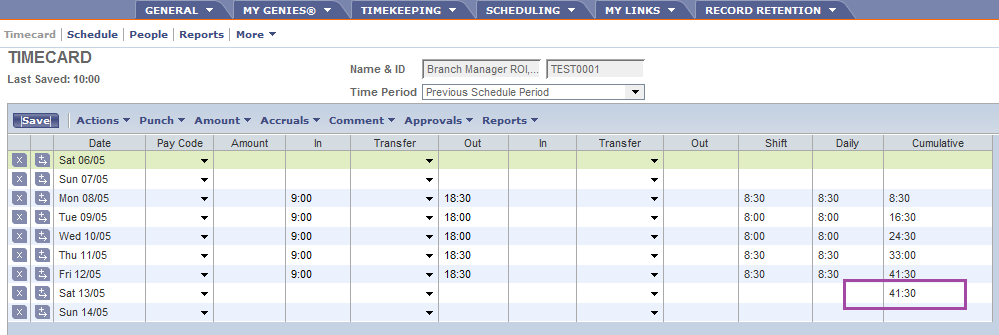 GENERAL MY GENIES® TIMEKEEPING SCHEDULING MY LINKS RECORD RETENTION
Timecard Schedule People Reports More
TIMECARD
Last Saved: 10:00
Name & ID Branch Manager ROI,... TEST0001
Time Period Previous Schedule Period
Save Actions Punch Amount Accruals Comment Approvals Reports
Date Pay Code Amount In Transfer Out In Transfer Out Shift Daily Cumulative
X Sat 06/05
X Sun 07/05
X Mon 08/05 9:00 18:30 8:30 8:30 8:30
X Tue 09/05 9:00 18:00 8:00 8:00 16:30
X Wed 10/05 9:00 18:00 8:00 8:00 24:30
X Thu 11/05 9:00 18:30 8:30 8:30 33:00
X Fri 12/05 9:00 18:30 8:30 8:30 41:30
X Sat 13/05 41:30
X Sun 14/05